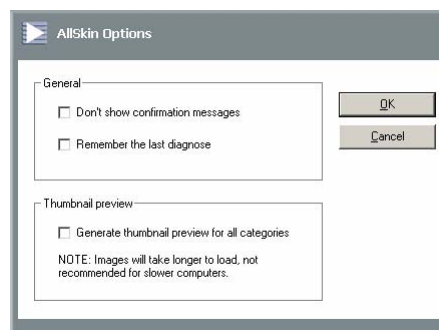 AllSkin Options
General
Don't show confirmation messages
Remember the last diagnose
OK
Cancel
Thumbnail preview
Generate thumbnail preview for all categories
NOTE: Images will take longer to load, not
recommended for slower computers.